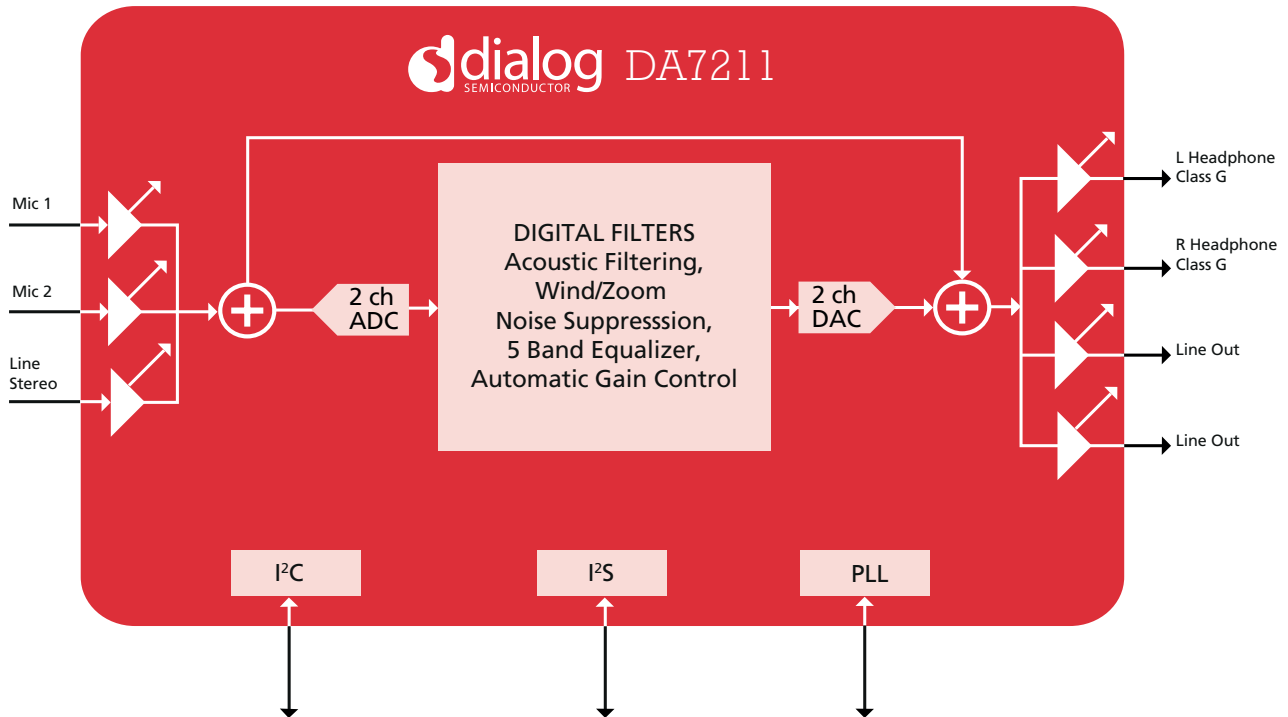 dialog DA7211
SEMICONDUCTOR
Mic 1
Mic 2
Line
Stereo
2 ch
ADC
DIGITAL FILTERS
Acoustic Filtering,
Wind/Zoom
Noise Suppresssion,
5 Band Equalizer,
Automatic Gain Control
2 ch
DAC
L Headphone
Class G
R Headphone
Class G
Line Out
Line Out
I²C
I²S
PLL